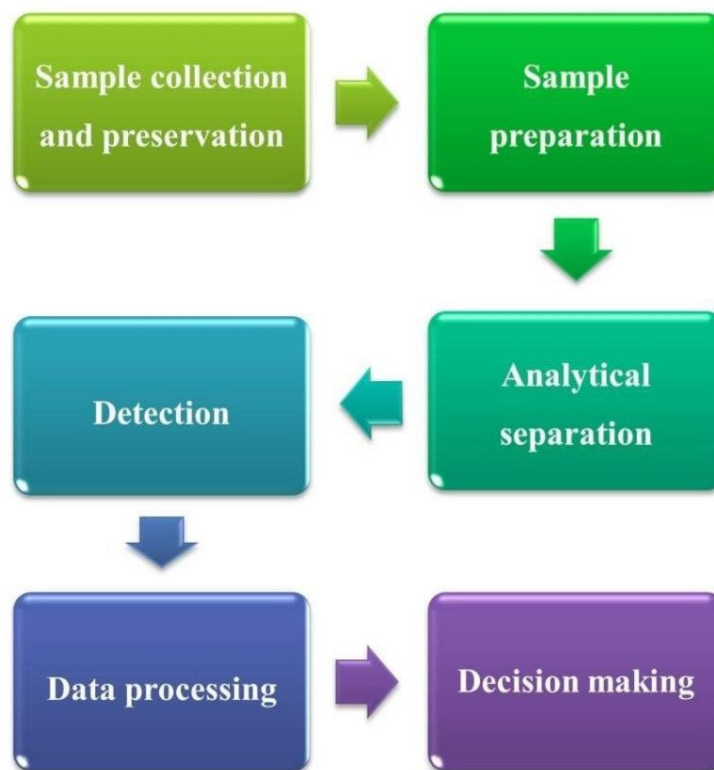 Sample collection
and preservation
Sample
preparation
Analytical
separation
Detection
Data processing
Decision making